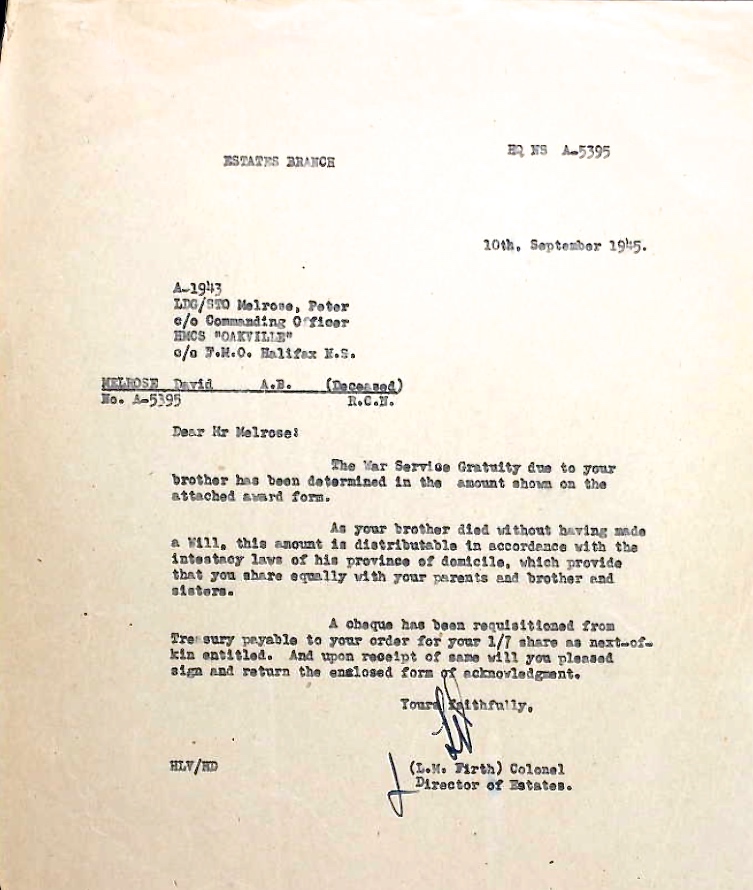 HQ NS A-5395
ESTATES BRANCH
10th, September 1945.
A-1943
LDG/STO Melrose, Peter
c/o Commanding Officer
HMCS "OAKVILLE"
c/o F.M.O. Halifax N.S.
MELROSE David A.B. (Deceased)
No. A-5395 R.C.N.
Dear Mr Melrose:
The War Service Gratuity due to your
brother has been determined in the amount shown on the
attached award form.
As your brother died without having made
a Will, this amount is distributable in accordance with the
intestacy laws of his province of domicile, which provide
that you share equally with your parents and brother and
sisters.
A cheque has been requisitioned from
Treasury payable to your order for your 1/7 share as next-of-
kin entitled. And upon receipt of same will you pleased
sign and return the enclosed form of acknowledgment.
Yours faithfully,
HLV/HD
(L.M. Firth) Colonel
Director of Estates.